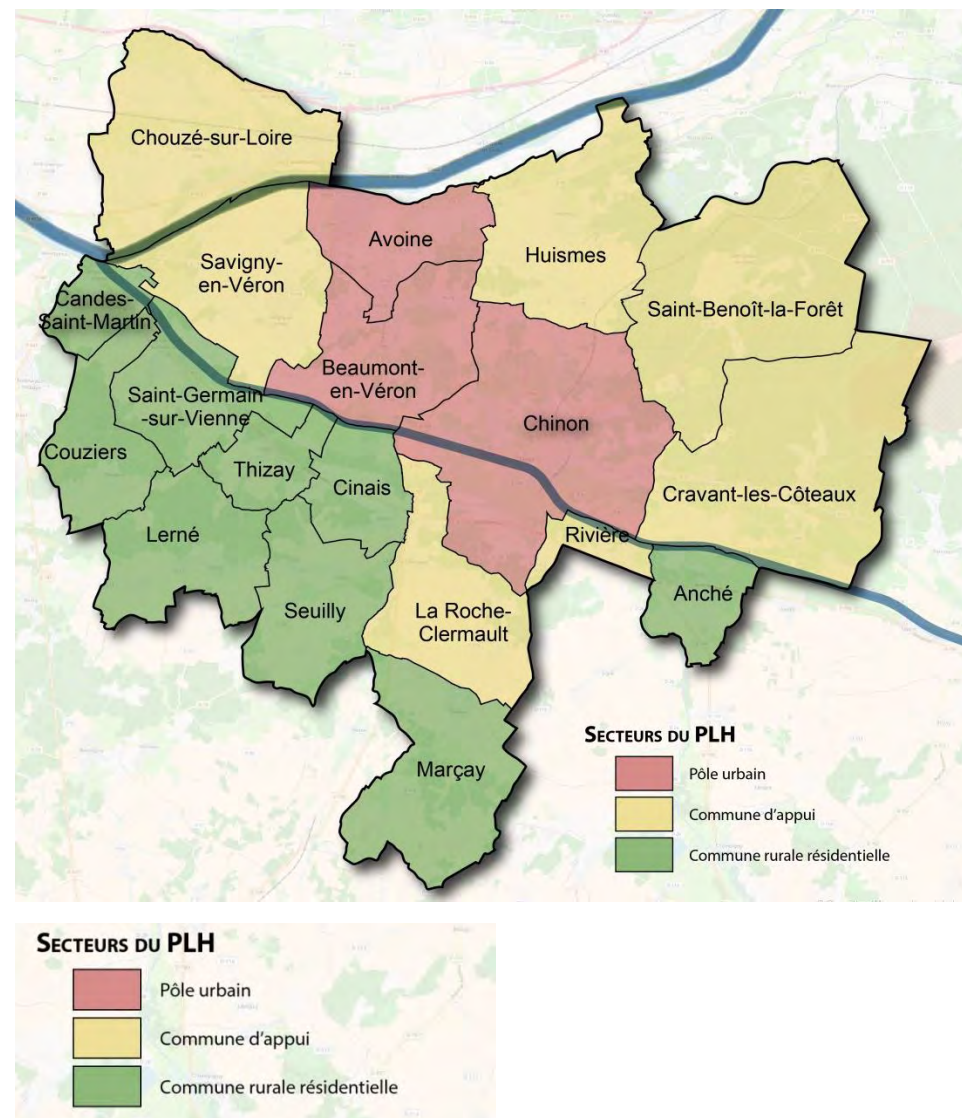 Chouzé-sur-Loire
Avoine
Savigny-
en-Véron
Huismes
Candes-
Saint-Martin
Saint-Benoît-la-Forêt
Beaumont-
en-Véron
Saint-Germain
-sur-Vienne
Chinon
Couziers
Thizay
Cinais
Cravant-les-Côteaux
Lerné
Rivière
Seuilly
La Roche-
Clermault
Anché
Marçay
SECTEURS DU PLH
Pôle urbain
Commune d'appui
Commune rurale résidentielle
SECTEURS DU PLH
Pôle urbain
Commune d'appui
Commune rurale résidentielle